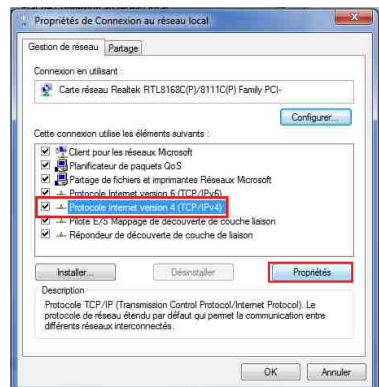 Propriétés de Connexion au réseau local
Gestion de réseau Partage
Connexion en utilisant :
Carte réseau Realtek RTL8168C(P)/8111C(P) Family PCI-
Configurer...
Cette connexion utilise les éléments suivants :
Client pour les réseaux Microsoft
Planificateur de paquets QoS
Partage de fichiers et imprimantes Réseaux Microsoft
Protocole Internet version 6 (TCP/IPv6)
Protocole Internet version 4 (TCP/IPv4)
Pilote E/S Mappage de découverte de couche liaison
Répondeur de découverte de couche de liaison
Installer... Désinstaller Propriétés
Description
Protocole TCP/IP (Transmission Control Protocol/Internet Protocol). Le
protocole de réseau étendu par défaut qui permet la communication entre
différents réseaux interconnectés.
OK Annuler